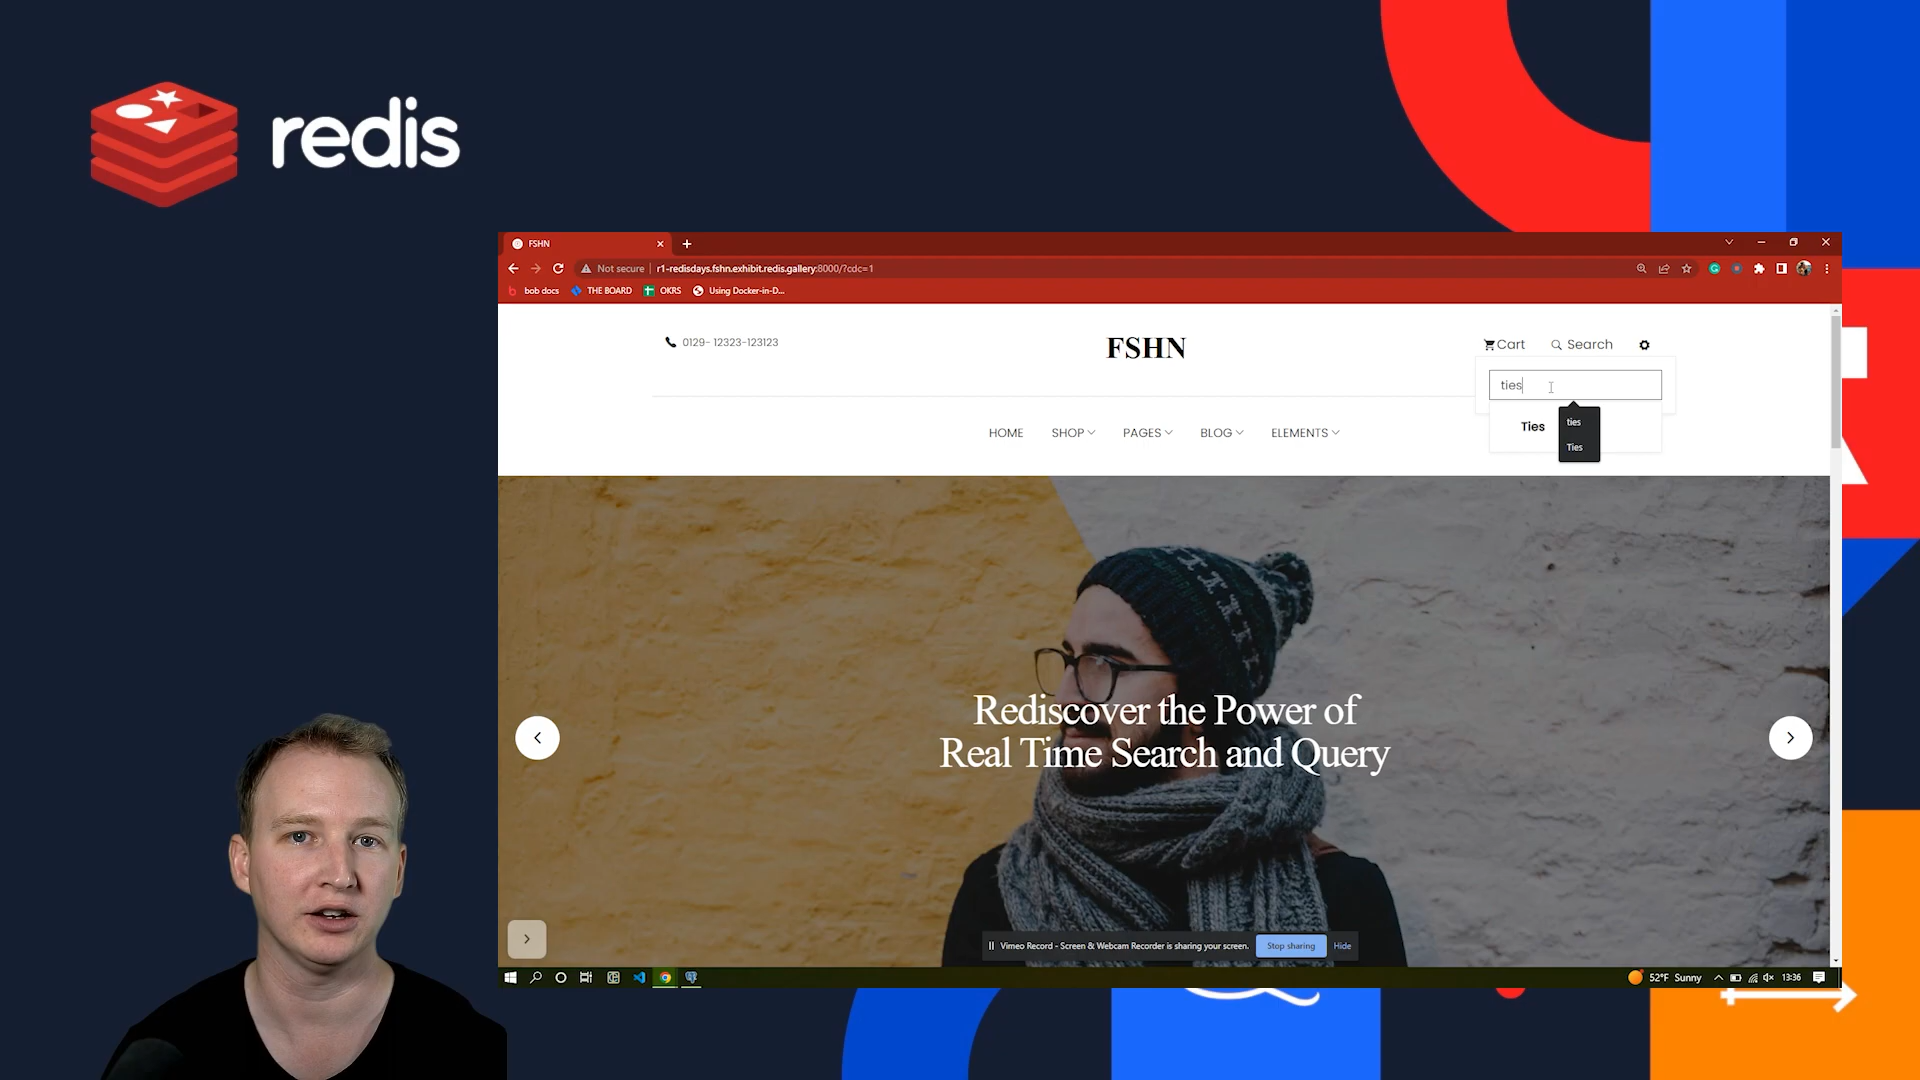 redis
FSHN
Not secure
r1-redisdays.fshn.exhibit.redis.gallery:8000/?cdc=1
bob docs
THE BOARD
OKRS
Using Docker-in-D...
0129- 12323-123123
FSHN
Cart
Search
ties
Ties
ties
Ties
HOME
SHOP
PAGES
BLOG
ELEMENTS
Rediscover the Power of
Real Time Search and Query
Vimeo Record - Screen & Webcam Recorder is sharing your screen.
Stop sharing
Hide
52°F Sunny
13:36